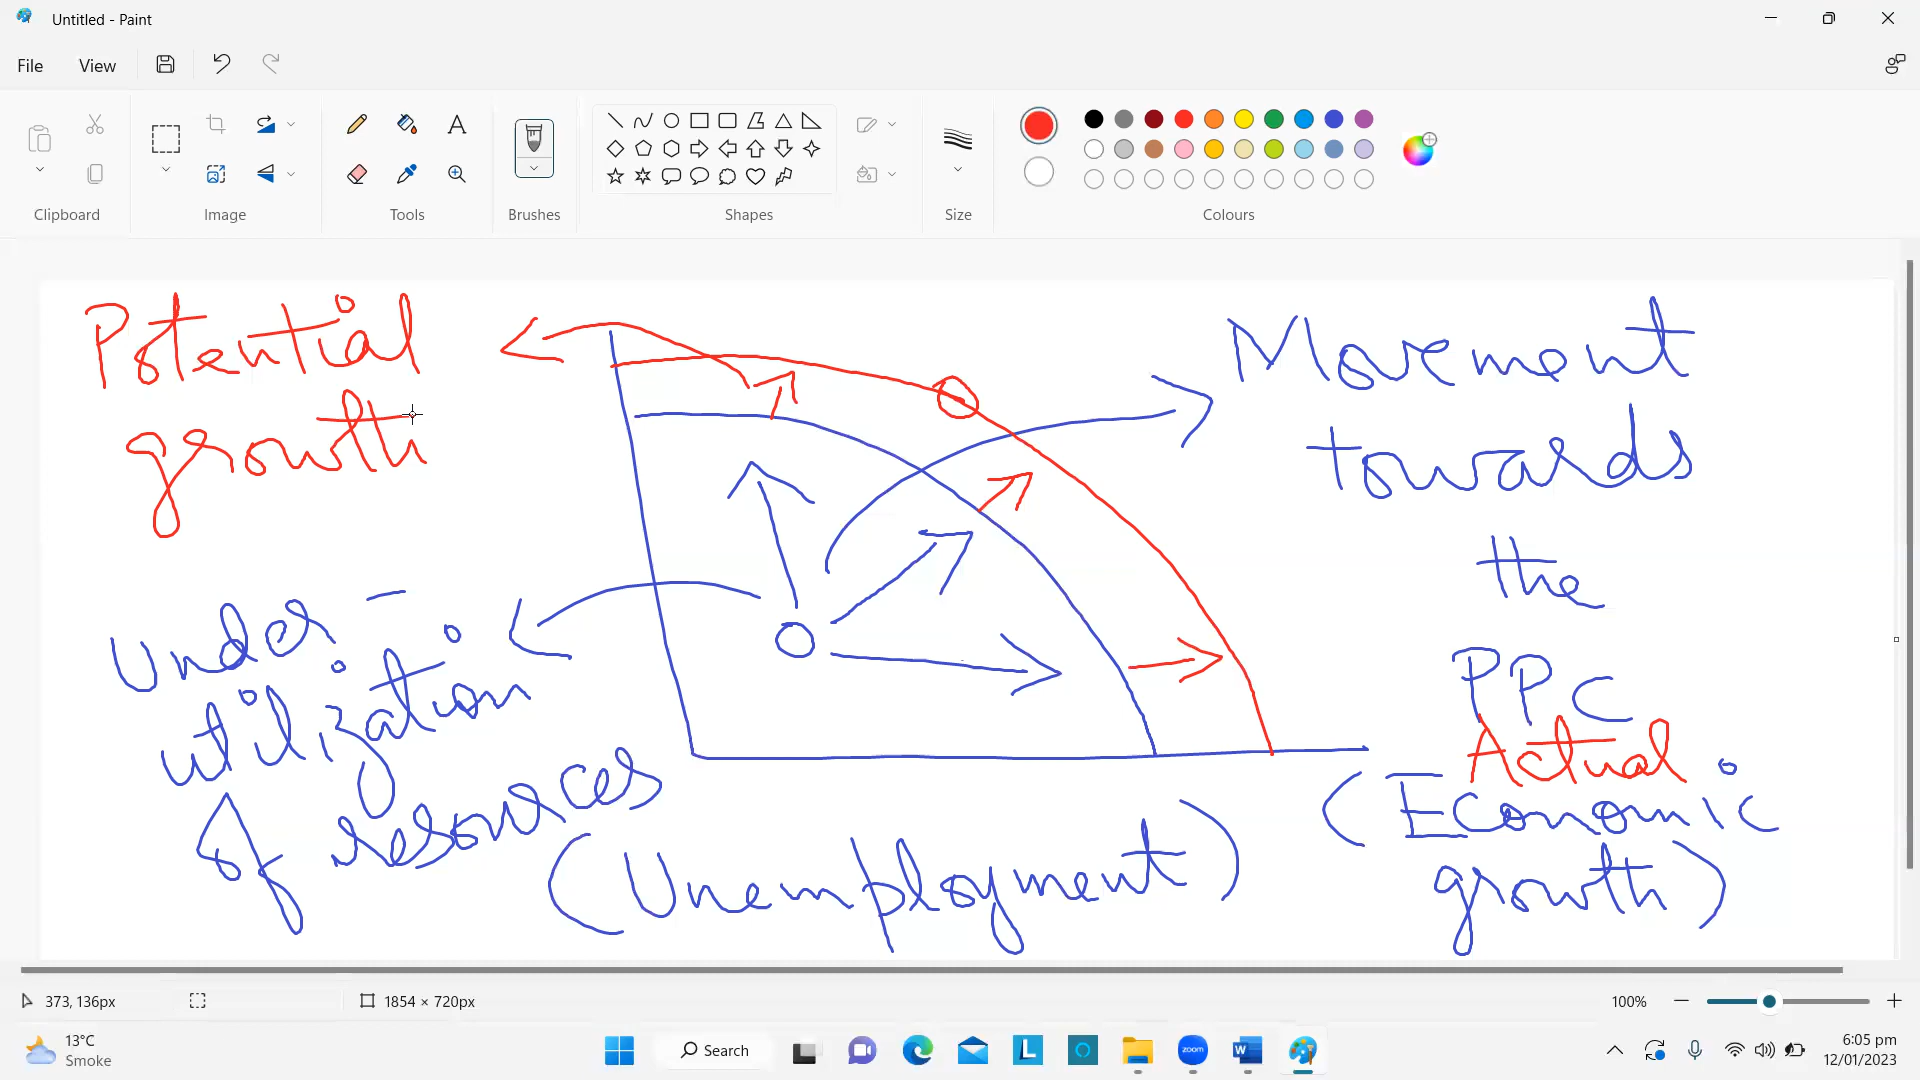 Untitled - Paint
File View
Clipboard Image Tools Brushes Shapes Size Colours
Potential
growth
Movement
towards
the
PPC
Actual
(Economic
growth)
Under -
utilization
of resources
(Unemployment)
373, 136px 1854 × 720px 100%
13°C
Smoke
Search
zoom
6:05 pm
12/01/2023